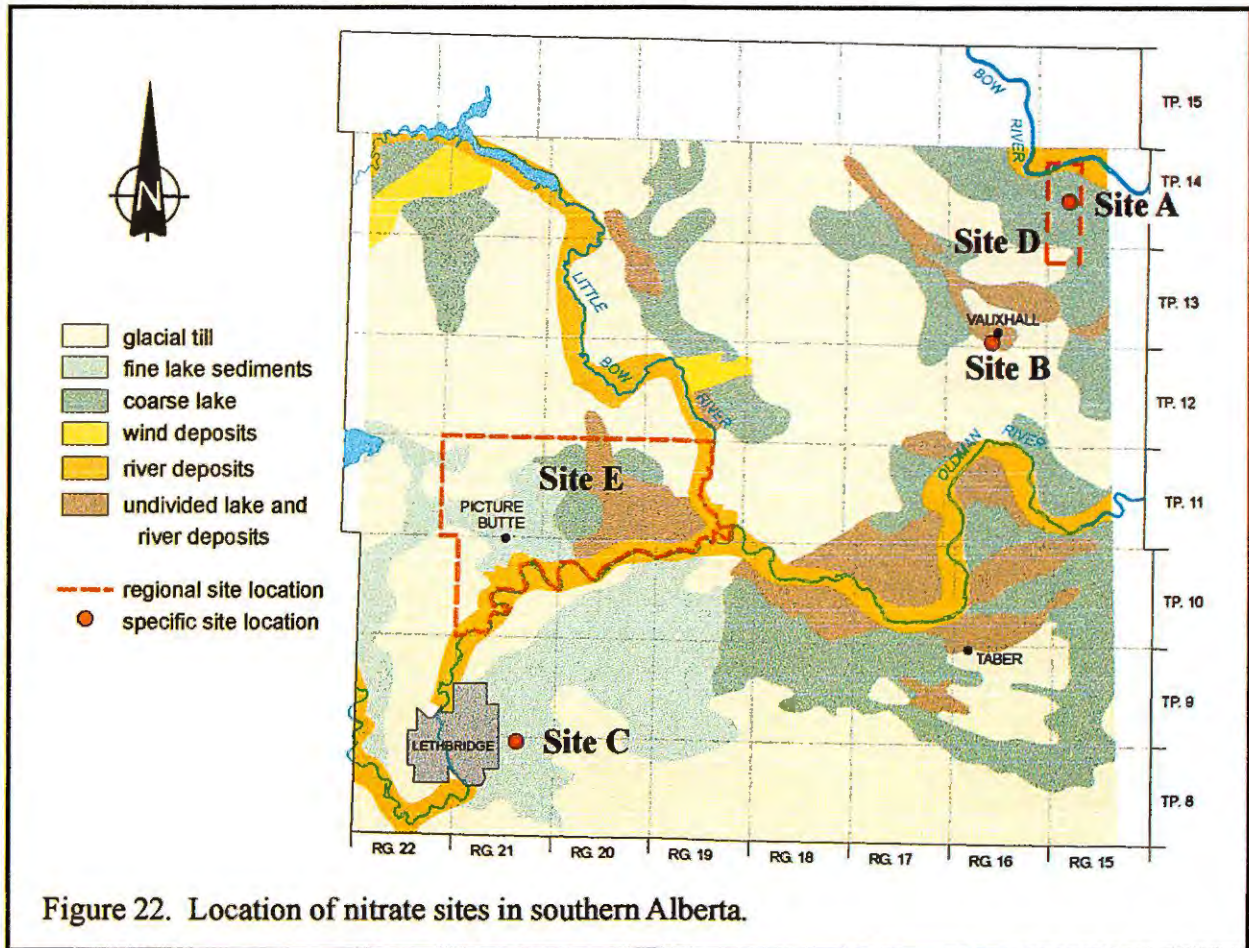 BOW
RIVER
TP. 15
TP. 14
Site A
Site D
N
LITTLE
TP. 13
VAUXHALL
Site B
glacial till
fine lake sediments
coarse lake
wind deposits
river deposits
undivided lake and
river deposits
BOW
RIVER
TP. 12
OLDMAN
RIVER
Site E
TP. 11
PICTURE
BUTTE
regional site location
specific site location
TP. 10
TABER
TP. 9
LETHBRIDGE
Site C
TP. 8
RG. 22
RG. 21
RG. 20
RG. 19
RG. 18
RG. 17
RG. 16
RG. 15
Figure 22. Location of nitrate sites in southern Alberta.